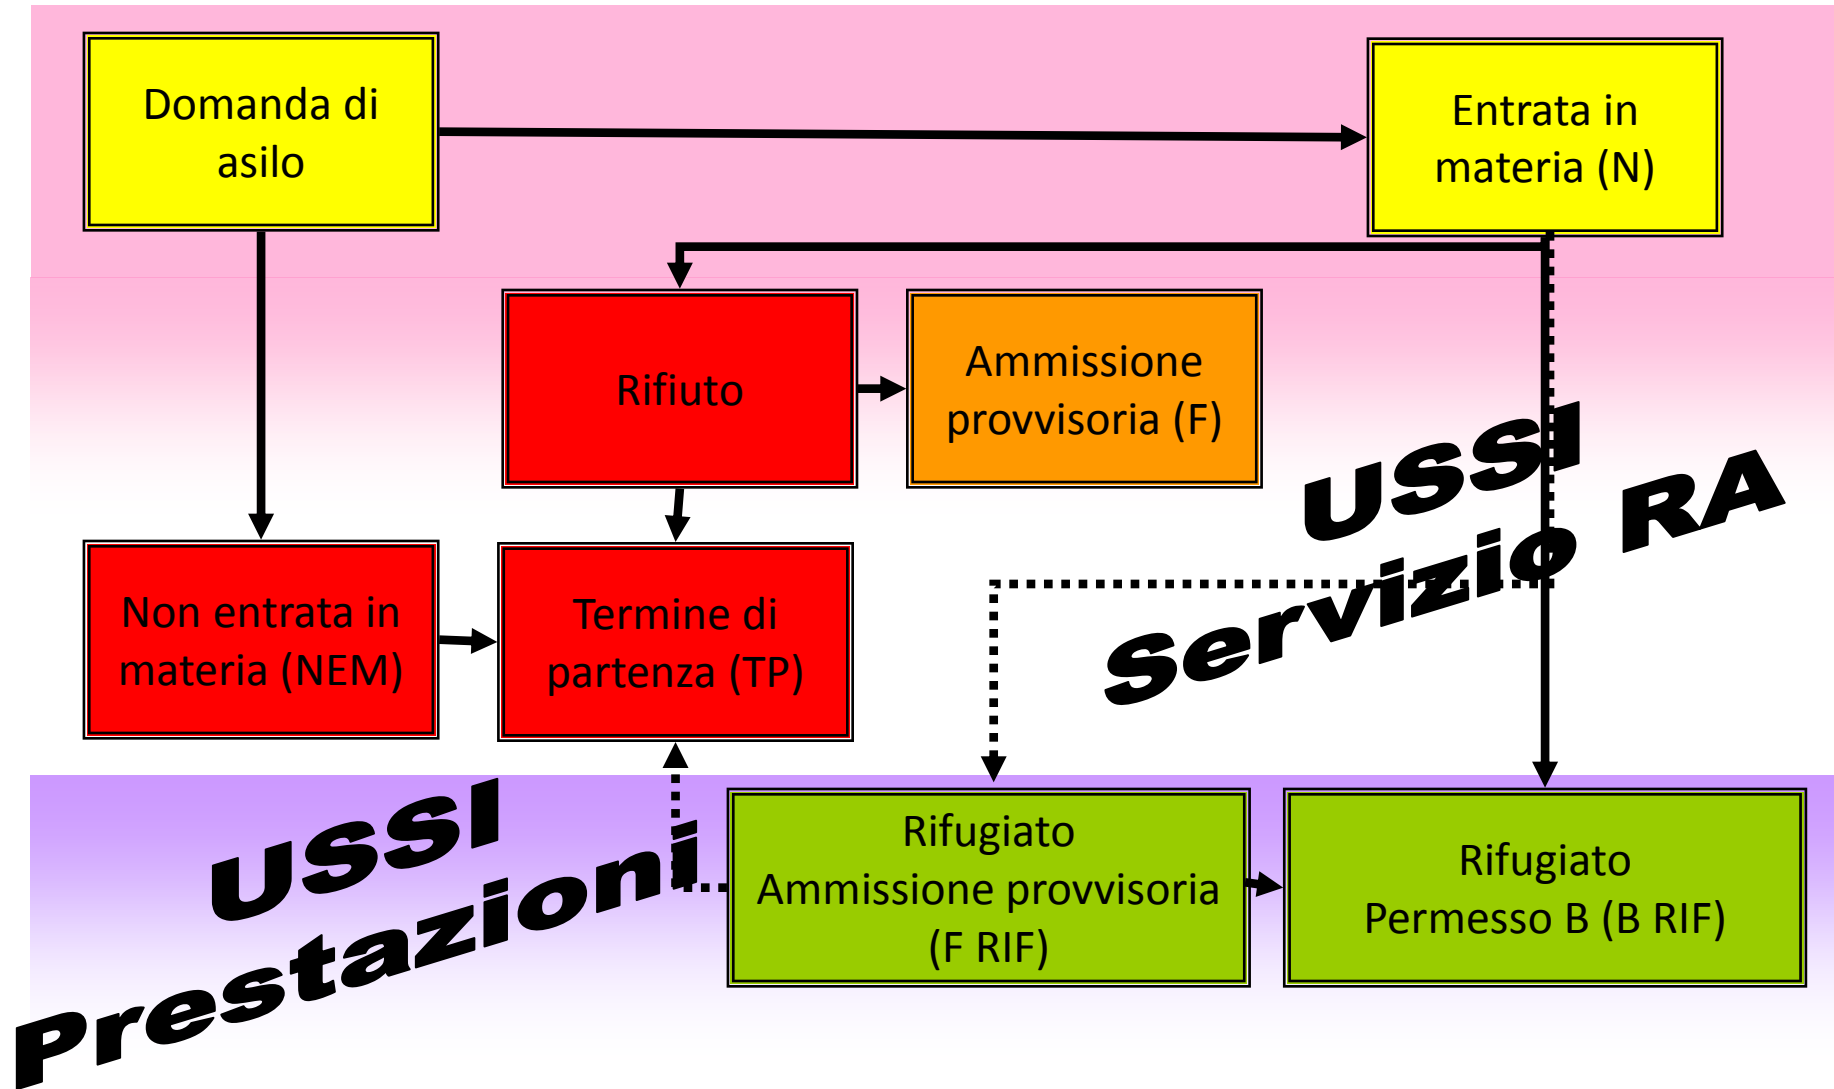 Domanda di
asilo
Entrata in
materia (N)
Rifiuto
Ammissione
provvisoria (F)
USSI
Servizio RA
Non entrata in
materia (NEM)
Termine di
partenza (TP)
USSI
Prestazioni
Rifugiato
Ammissione provvisoria
(F RIF)
Rifugiato
Permesso B (B RIF)